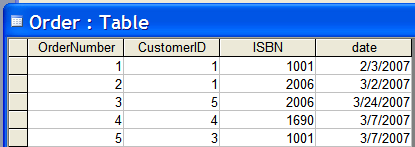 Order : Table
OrderNumber CustomerID ISBN date
1 1 1001 2/3/2007
2 1 2006 3/2/2007
3 5 2006 3/24/2007
4 4 1690 3/7/2007
5 3 1001 3/7/2007